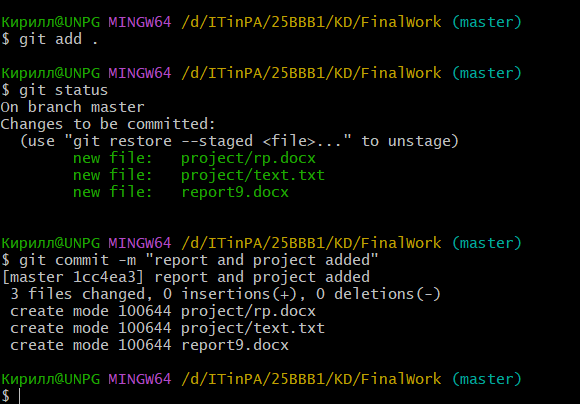 Кирилл@UNPG MINGW64 /d/ITinPA/25BBB1/KD/FinalWork (master)
$ git add .
Кирилл@UNPG MINGW64 /d/ITinPA/25BBB1/KD/FinalWork (master)
$ git status
On branch master
Changes to be committed:
  (use "git restore --staged <file>..." to unstage)
        new file:   project/rp.docx
        new file:   project/text.txt
        new file:   report9.docx
Кирилл@UNPG MINGW64 /d/ITinPA/25BBB1/KD/FinalWork (master)
$ git commit -m "report and project added"
[master 1cc4ea3] report and project added
 3 files changed, 0 insertions(+), 0 deletions(-)
 create mode 100644 project/rp.docx
 create mode 100644 project/text.txt
 create mode 100644 report9.docx
Кирилл@UNPG MINGW64 /d/ITinPA/25BBB1/KD/FinalWork (master)
$